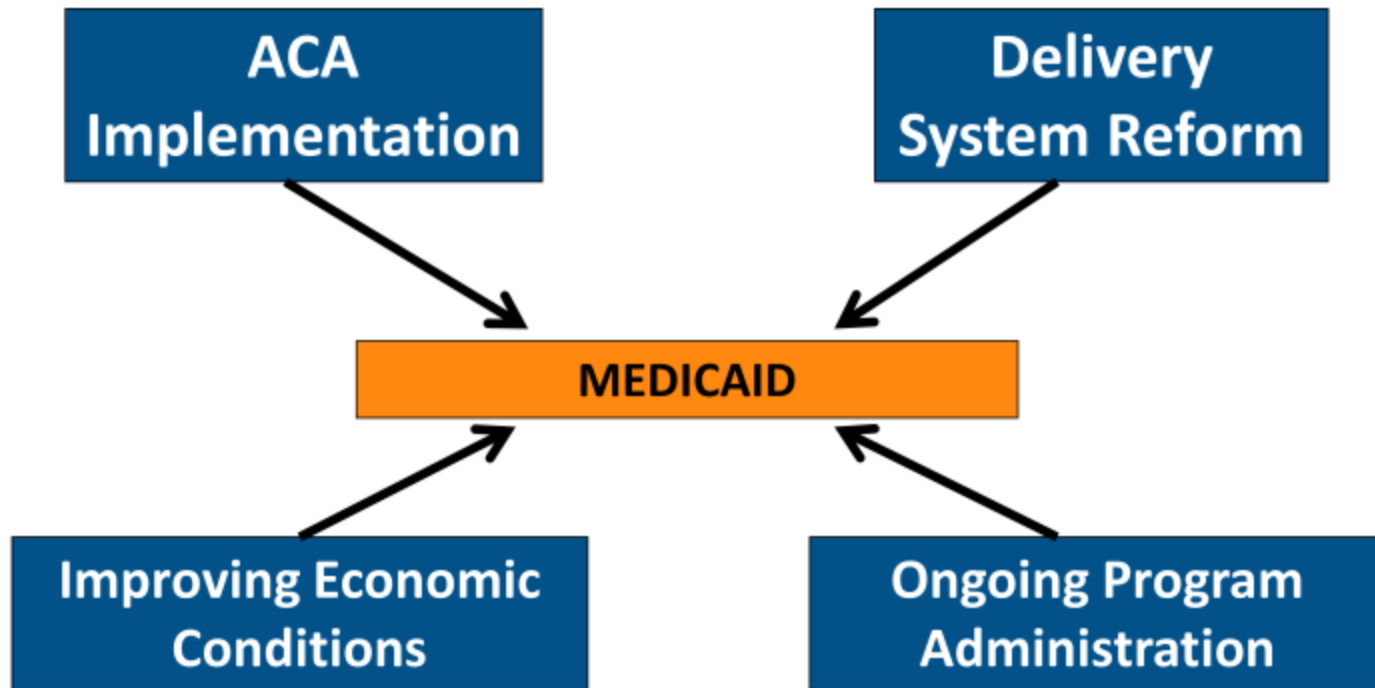 ACA
Implementation
Delivery
System Reform
MEDICAID
Improving Economic
Conditions
Ongoing Program
Administration